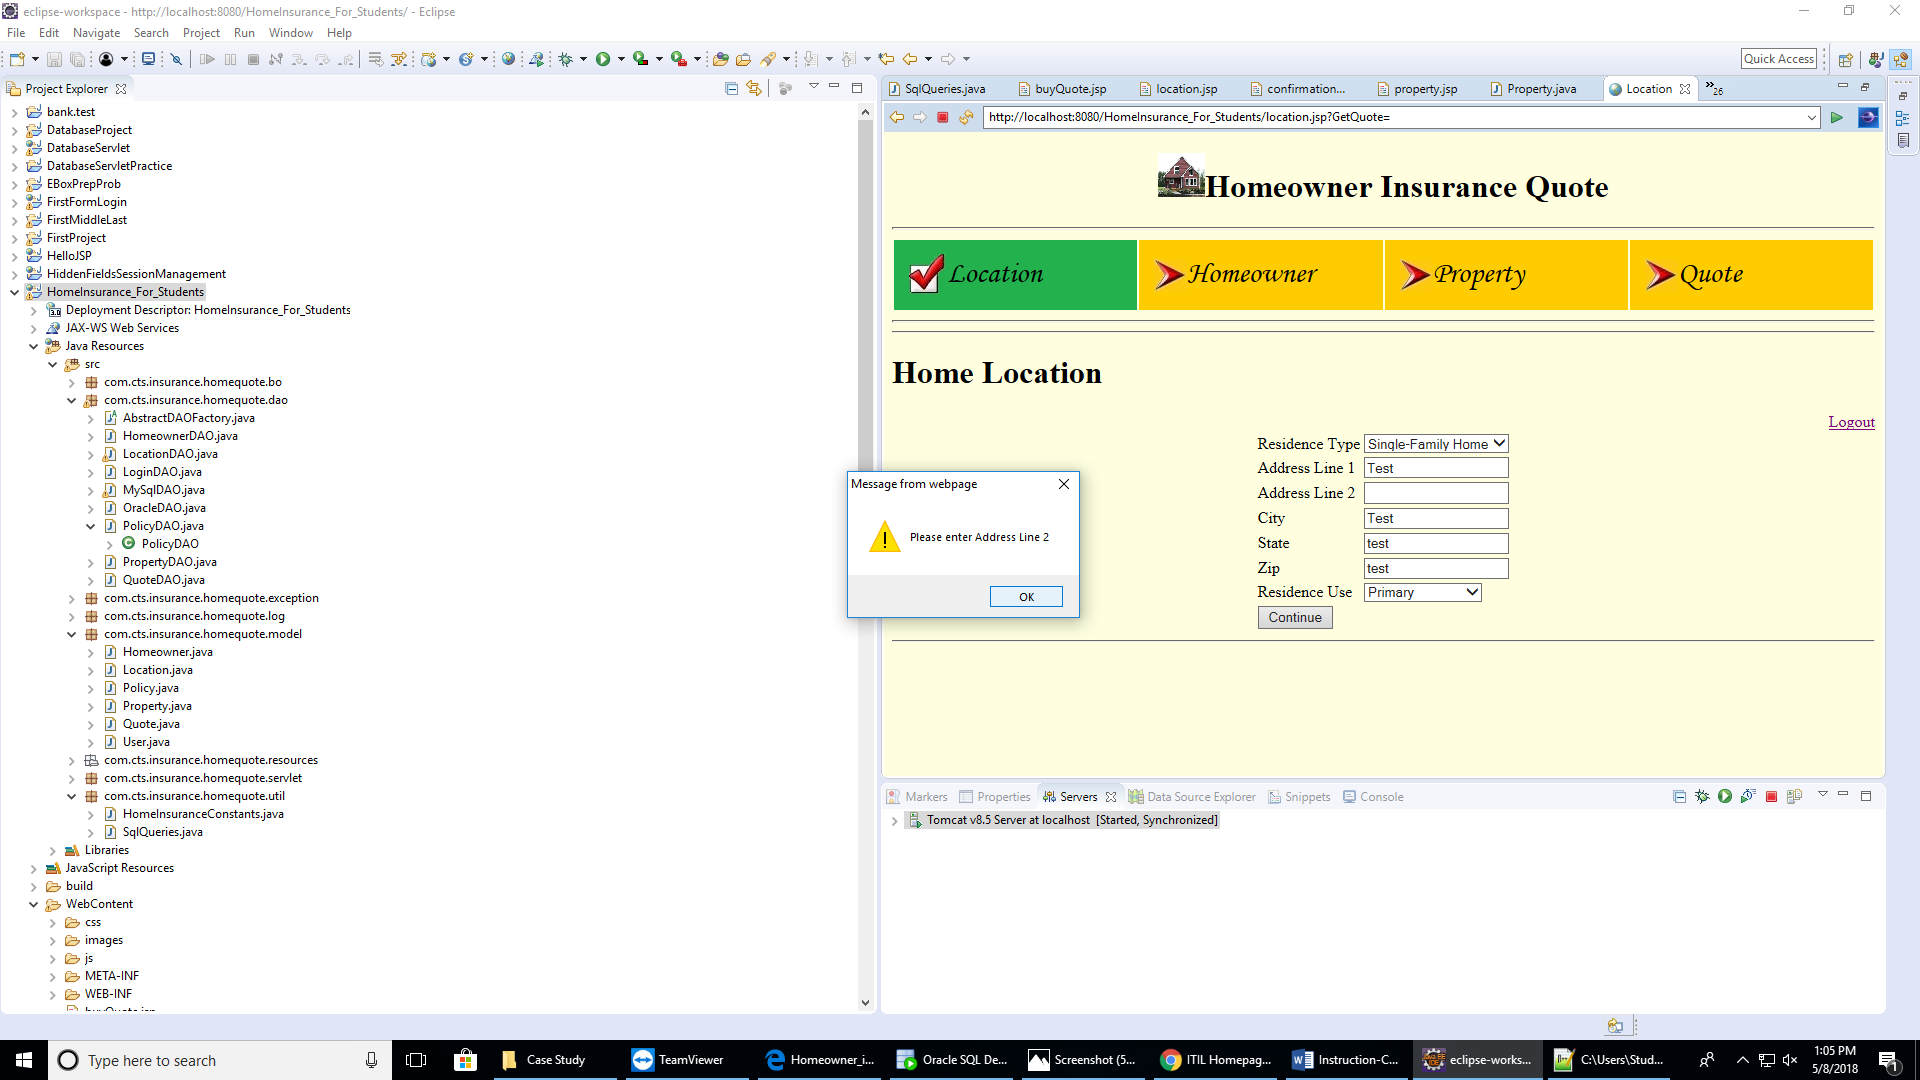 eclipse-workspace - http://localhost:8080/HomeInsurance_For_Students/ - Eclipse
File Edit Navigate Search Project Run Window Help
Quick Access
Project Explorer
bank.test
DatabaseProject
DatabaseServlet
DatabaseServletPractice
EBoxPrepProb
FirstFormLogin
FirstMiddleLast
FirstProject
HelloJSP
HiddenFieldsSessionManagement
HomeInsurance_For_Students
Deployment Descriptor: HomeInsurance_For_Students
JAX-WS Web Services
Java Resources
src
com.cts.insurance.homequote.bo
com.cts.insurance.homequote.dao
AbstractDAOFactory.java
HomeownerDAO.java
LocationDAO.java
LoginDAO.java
MySqlDAO.java
OracleDAO.java
PolicyDAO.java
PolicyDAO
PropertyDAO.java
QuoteDAO.java
com.cts.insurance.homequote.exception
com.cts.insurance.homequote.log
com.cts.insurance.homequote.model
Homeowner.java
Location.java
Policy.java
Property.java
Quote.java
User.java
com.cts.insurance.homequote.resources
com.cts.insurance.homequote.servlet
com.cts.insurance.homequote.util
HomeInsuranceConstants.java
SqlQueries.java
Libraries
JavaScript Resources
build
WebContent
css
images
js
META-INF
WEB-INF
buyQuote.jsp
SqlQueries.java buyQuote.jsp location.jsp confirmation... property.jsp Property.java Location »26
http://localhost:8080/HomeInsurance_For_Students/location.jsp?GetQuote=
Homeowner Insurance Quote
Location Homeowner Property Quote
Home Location
Logout
Residence Type Single-Family Home
Address Line 1 Test
Address Line 2
City Test
State test
Zip test
Residence Use Primary
Continue
Message from webpage
Please enter Address Line 2
OK
Markers Properties Servers Data Source Explorer Snippets Console
Tomcat v8.5 Server at localhost [Started, Synchronized]
Type here to search
Case Study
TeamViewer
Homeowner_i...
Oracle SQL De...
Screenshot (5...
ITIL Homepag...
Instruction-C...
eclipse-works...
C:\Users\Stud...
1:05 PM
5/8/2018
1